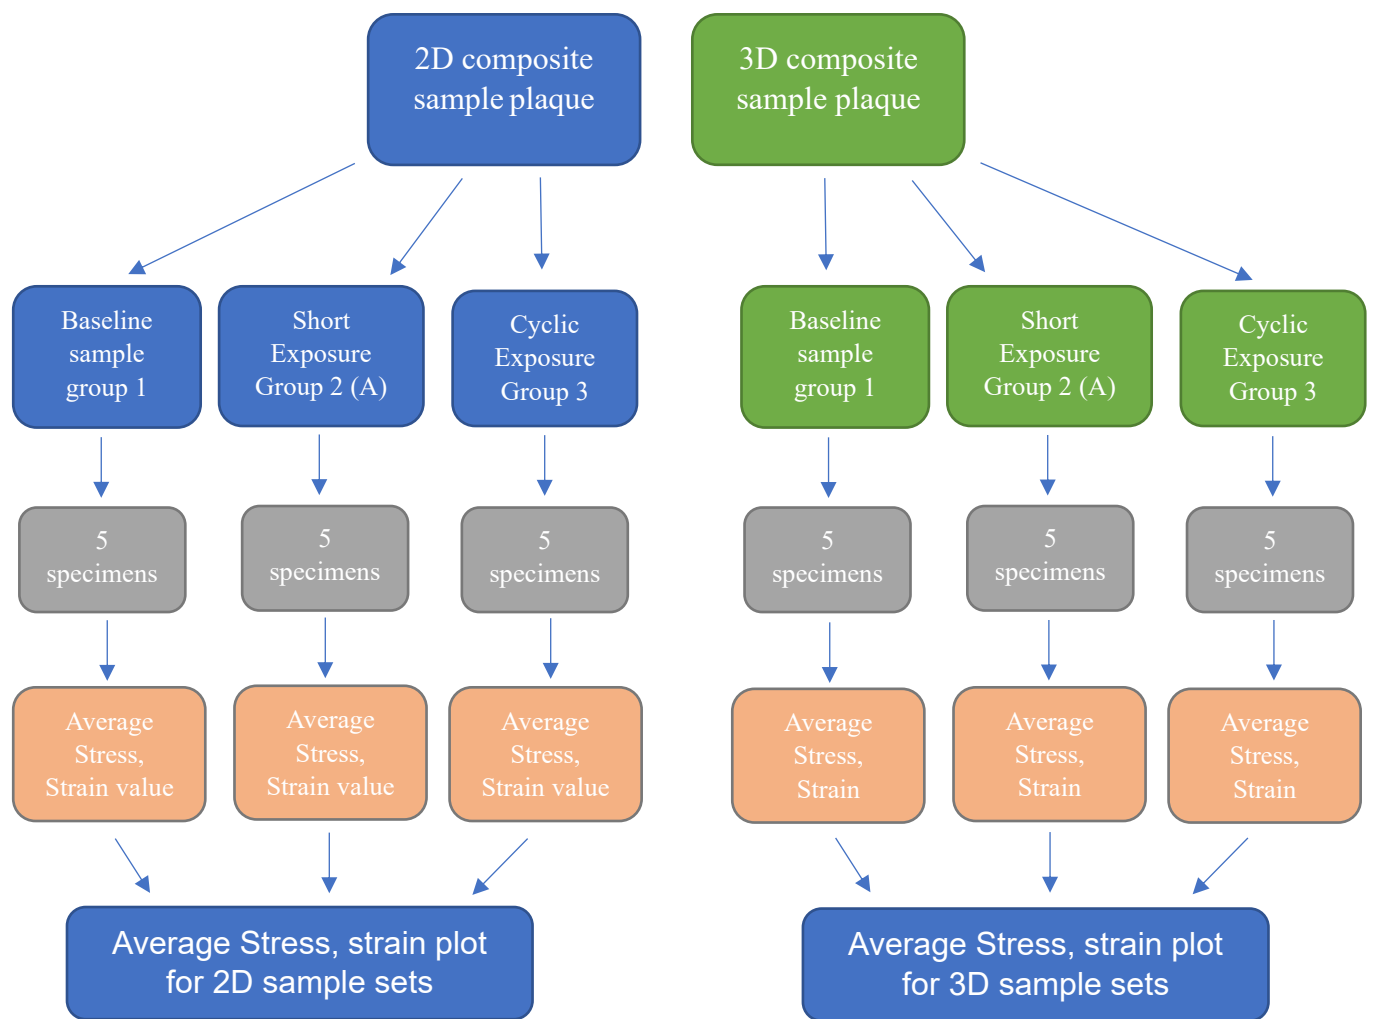 2D composite
sample plaque
3D composite
sample plaque
Baseline
sample
group 1
Short
Exposure
Group 2 (A)
Cyclic
Exposure
Group 3
Baseline
sample
group 1
Short
Exposure
Group 2 (A)
Cyclic
Exposure
Group 3
5
specimens
5
specimens
5
specimens
5
specimens
5
specimens
5
specimens
Average
Stress,
Strain value
Average
Stress,
Strain value
Average
Stress,
Strain value
Average
Stress,
Strain
Average
Stress,
Strain
Average
Stress,
Strain
Average Stress, strain plot
for 2D sample sets
Average Stress, strain plot
for 3D sample sets